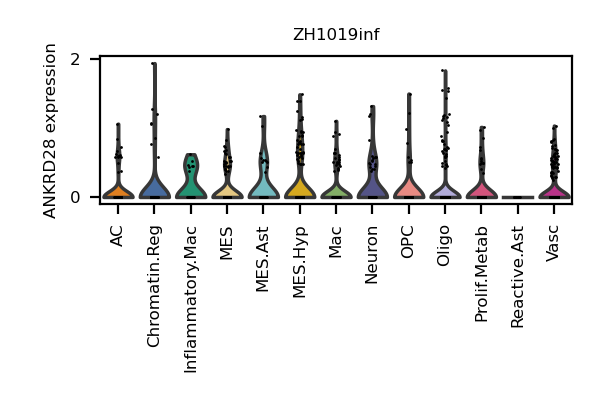 ZH1019inf
ANKRD28 expression
2
0
AC
Chromatin.Reg
Inflammatory.Mac
MES
MES.Ast
MES.Hyp
Mac
Neuron
OPC
Oligo
Prolif.Metab
Reactive.Ast
Vasc